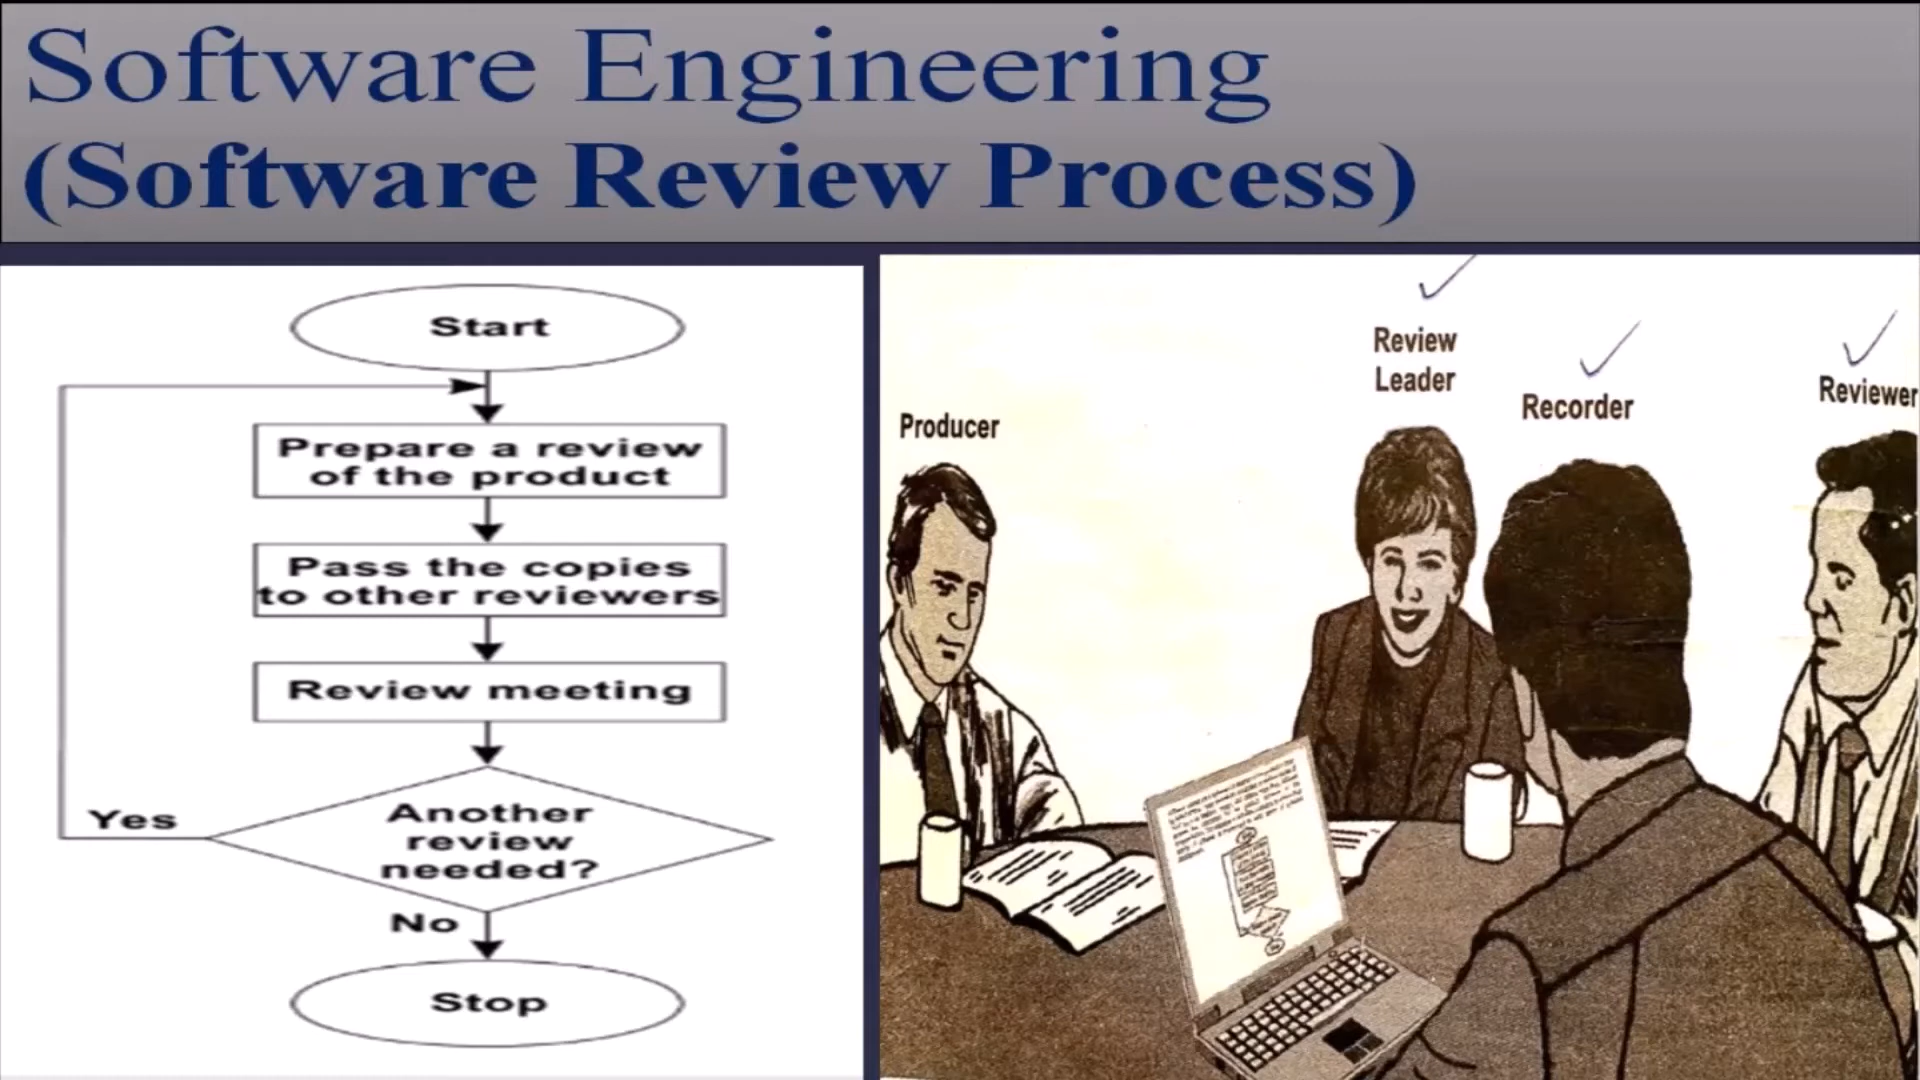 Software Engineering
(Software Review Process)
Start
Prepare a review
of the product
Pass the copies
to other reviewers
Review meeting
Another
review
needed?
Yes
No
Stop
Producer
Review
Leader
Recorder
Reviewer